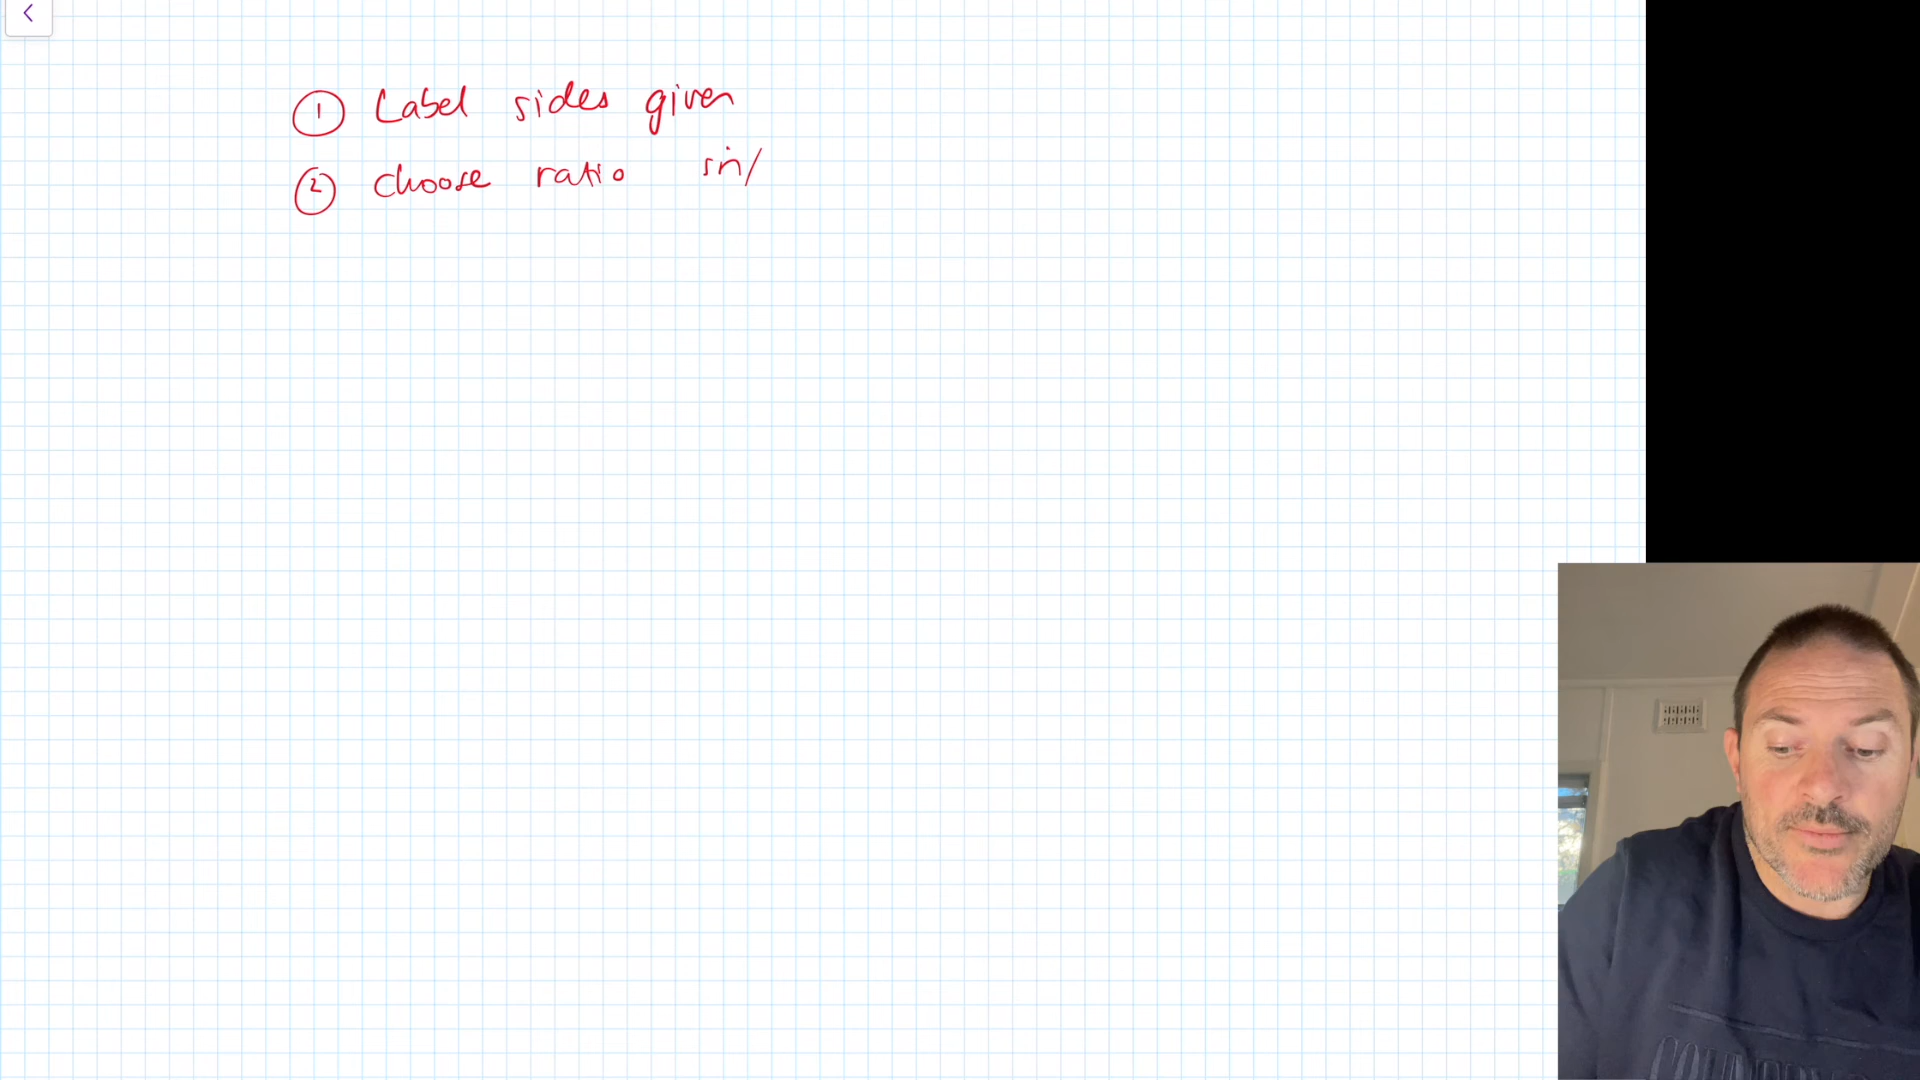 ① Label sides given
② choose ratio sin/